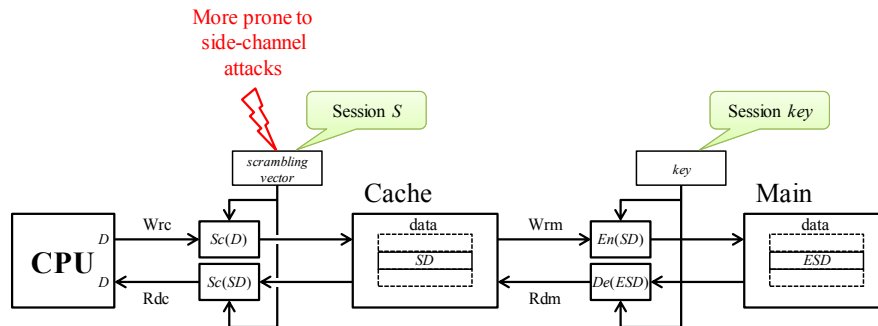 More prone to
side-channel
attacks
Session S
Session key
scrambling
vector
key
Cache
Main
CPU
D
D
Wrc
Rdc
Sc(D)
Sc(SD)
data
SD
Wrm
Rdm
En(SD)
De(ESD)
data
ESD